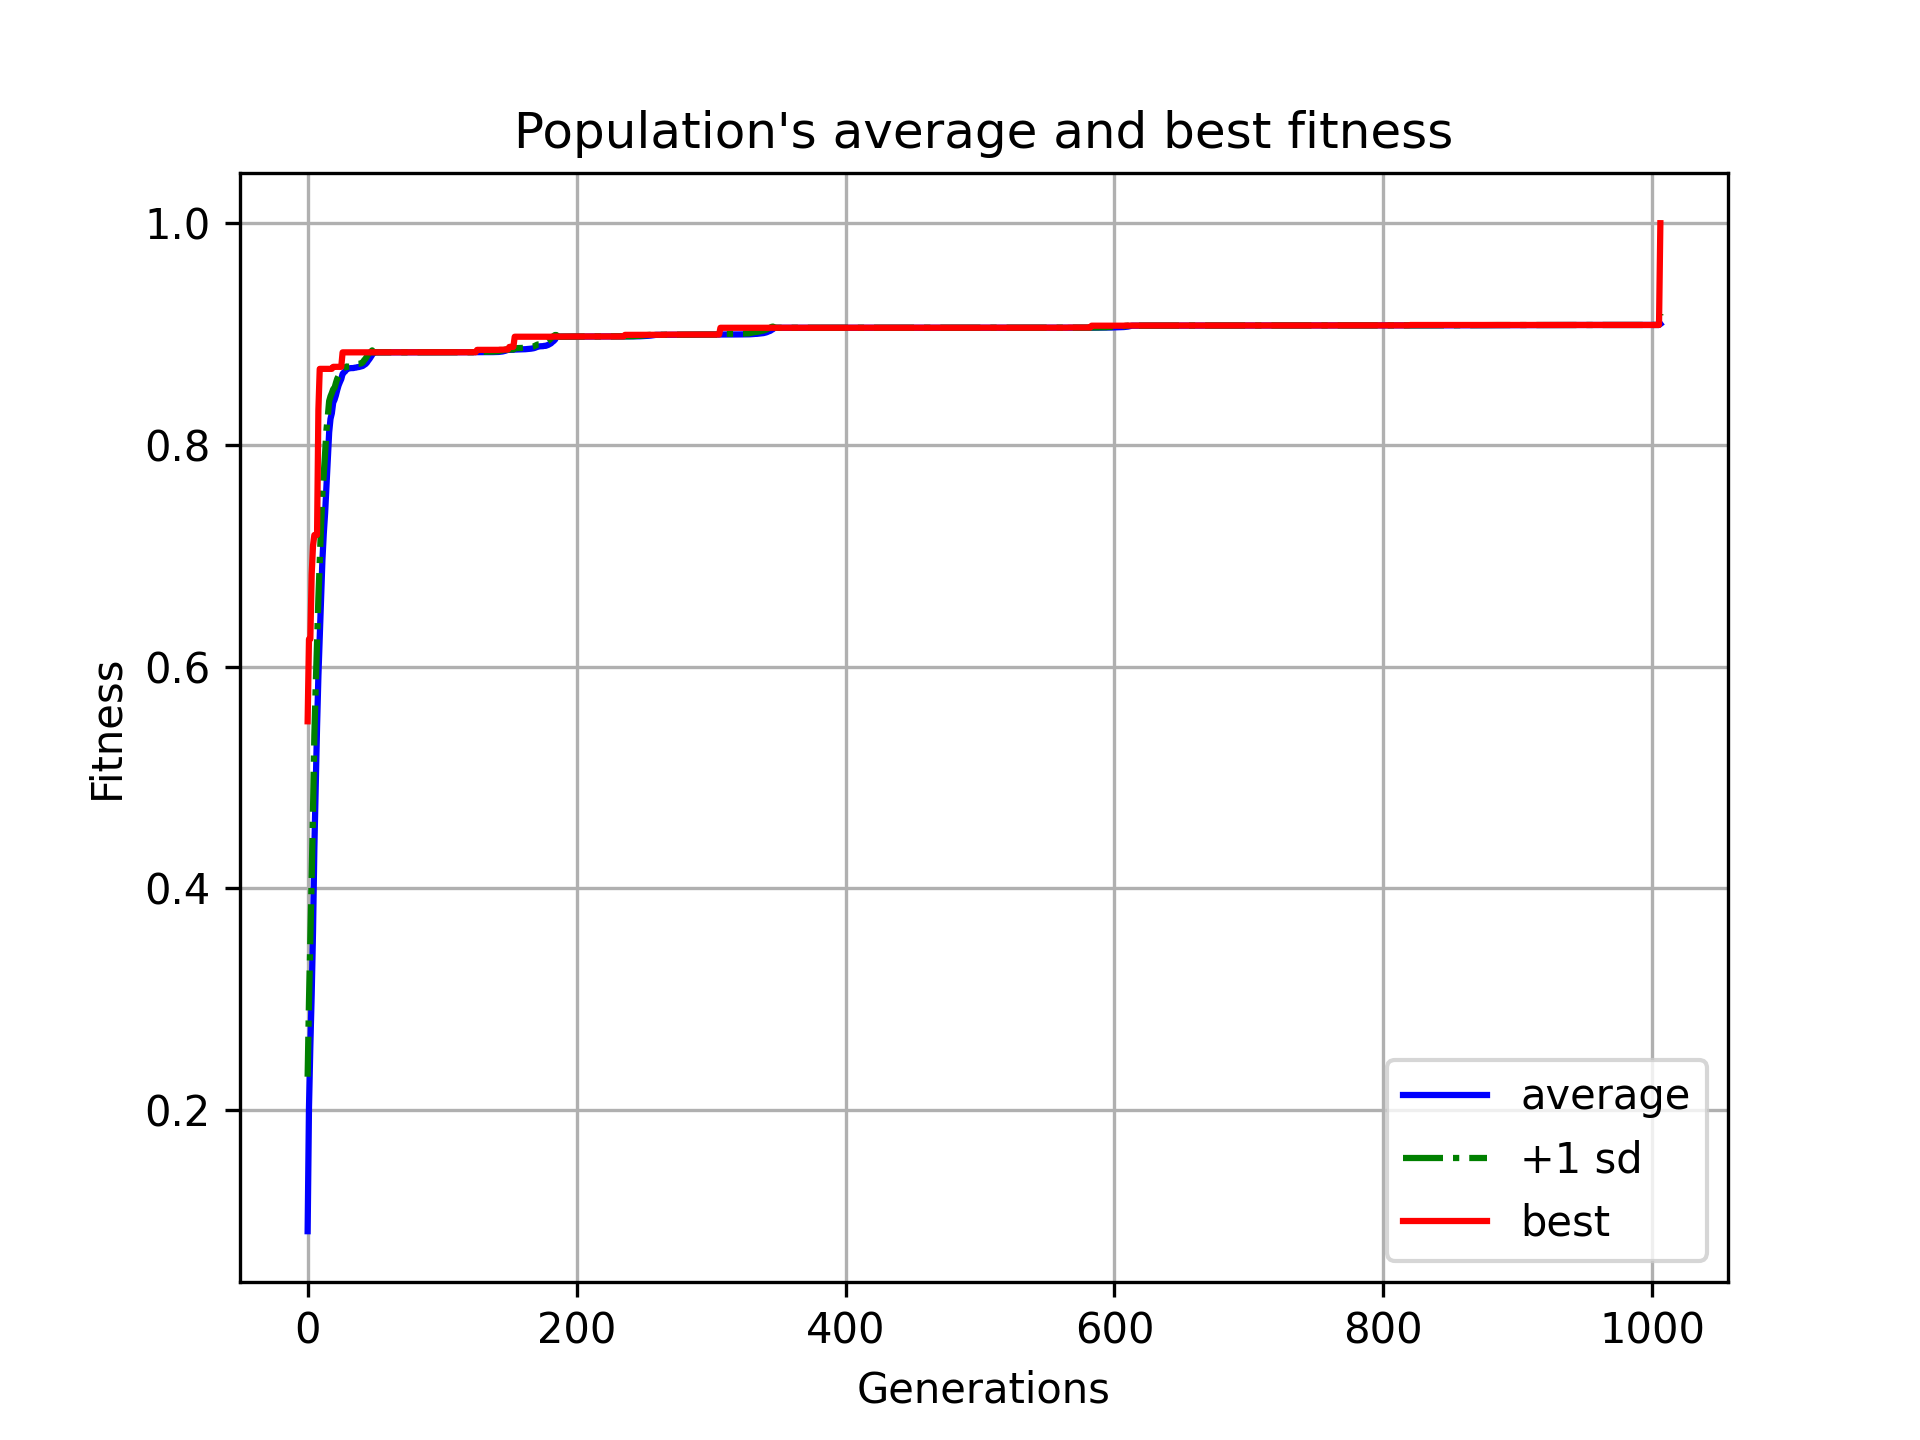 Population's average and best fitness
1.0
0.8
0.6
0.4
0.2
Fitness
0 200 400 600 800 1000
Generations
average
+1 sd
best